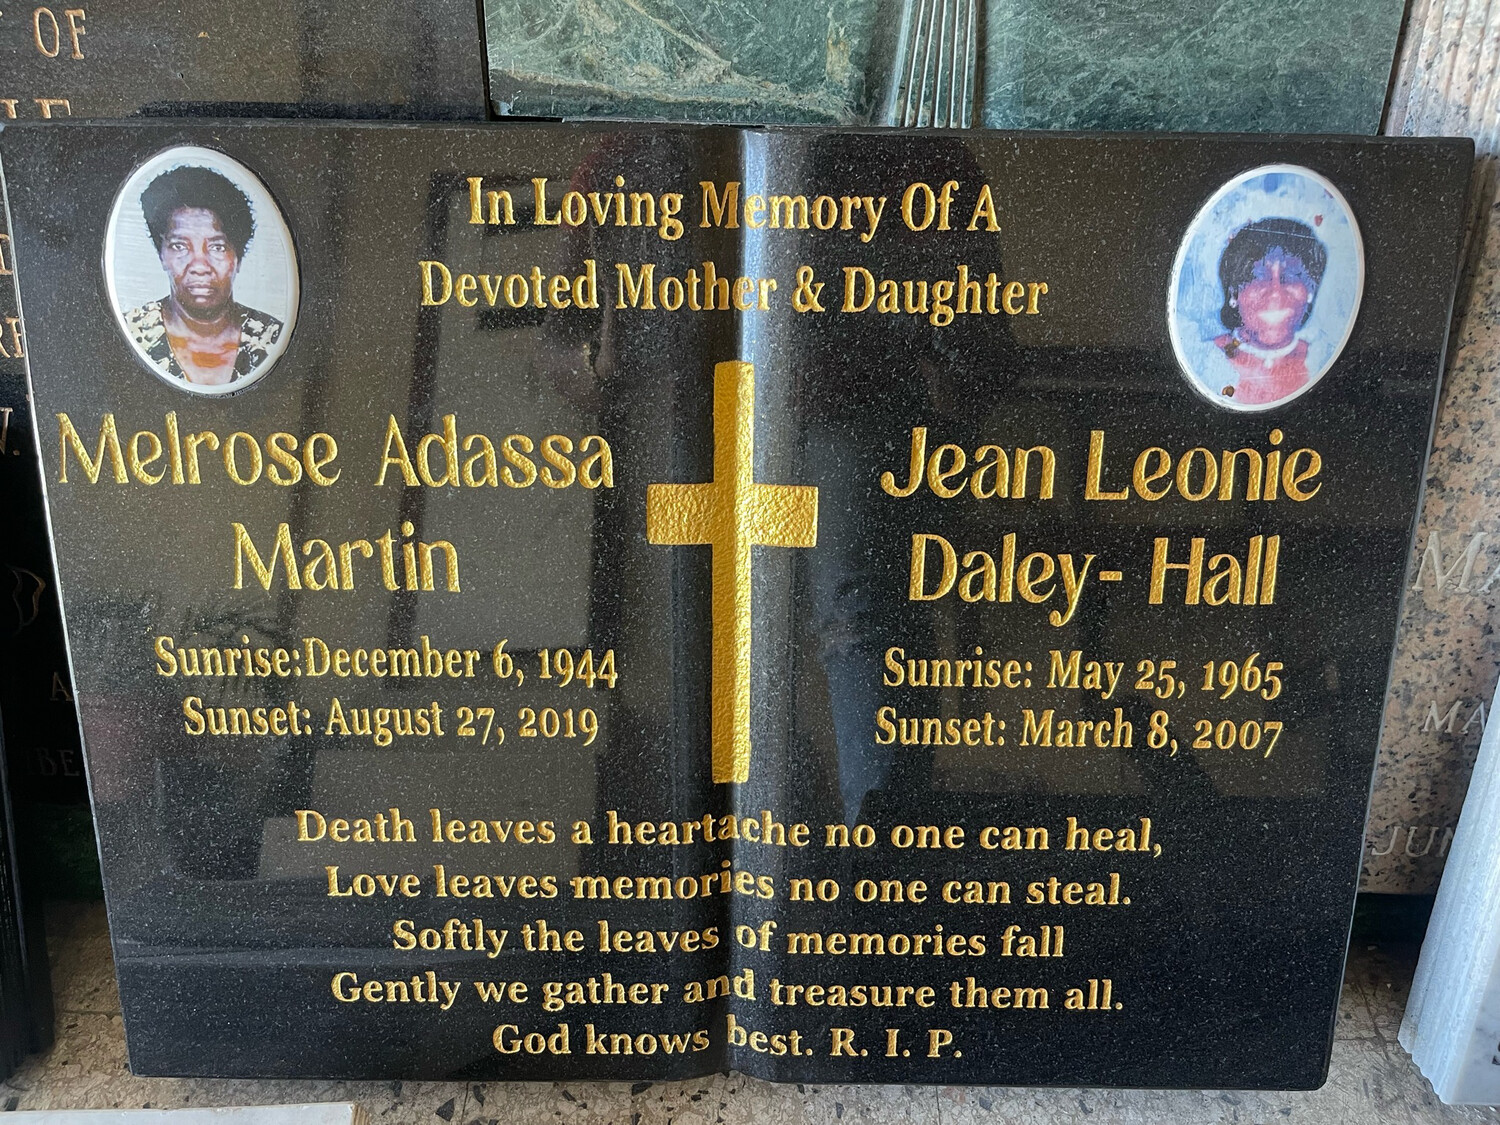 OF
In Loving Memory Of A
Devoted Mother & Daughter
Melrose Adassa
Martin
Sunrise:December 6, 1944
Sunset: August 27, 2019
Jean Leonie
Daley- Hall
Sunrise: May 25, 1965
Sunset: March 8, 2007
Death leaves a heartache no one can heal,
Love leaves memories no one can steal.
Softly the leaves of memories fall
Gently we gather and treasure them all.
God knows best. R. I. P.